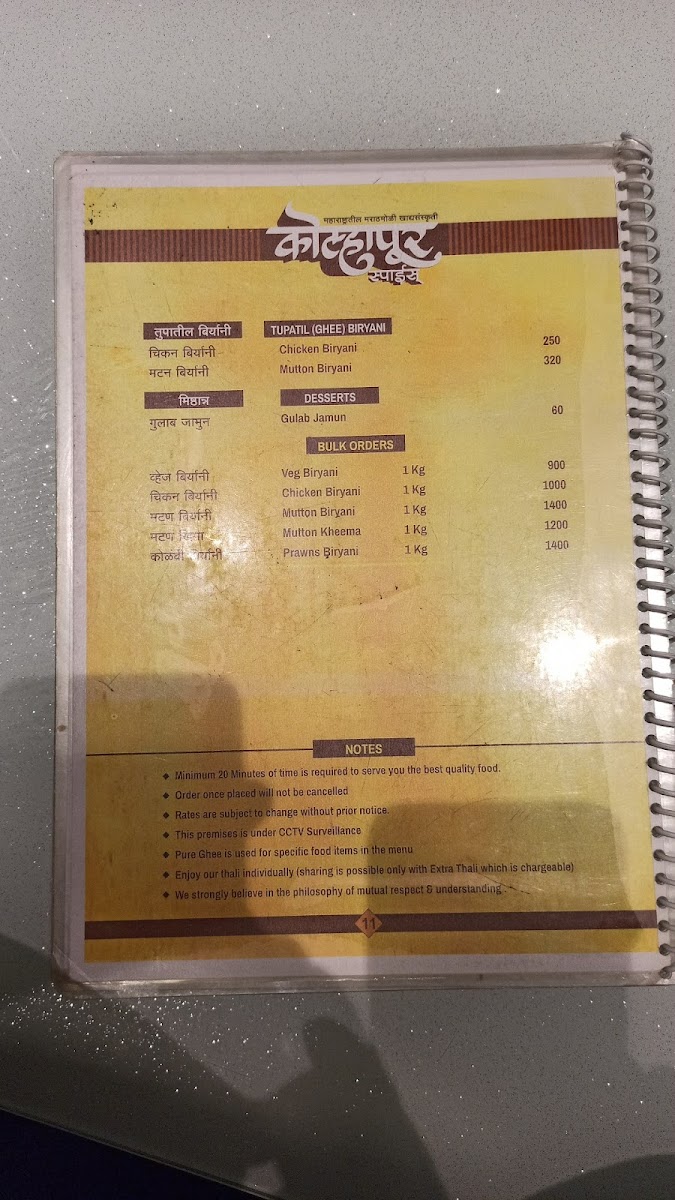 महाराष्ट्रातील मराठमोळी खाद्यसंस्कृती
कोल्हापूर
स्पाईस्
तुपातील बिर्यानी TUPATIL (GHEE) BIRYANI
चिकन बिर्यानी Chicken Biryani 250
मटन बिर्यानी Mutton Biryani 320
मिष्ठान्न DESSERTS
गुलाब जामुन Gulab Jamun 60
BULK ORDERS
व्हेज बिर्यानी Veg Biryani 1 Kg 900
चिकन बिर्यानी Chicken Biryani 1 Kg 1000
मटण बिर्यानी Mutton Biryani 1 Kg 1400
मटण Mutton Kheema 1 Kg 1200
कोळंबी बिर्यानी Prawns Biryani 1 Kg 1400
NOTES
Minimum 20 Minutes of time is required to serve you the best quality food.
Order once placed will not be cancelled
Rates are subject to change without prior notice.
This premises is under CCTV Surveillance
Pure Ghee is used for specific food items in the menu
Enjoy our thali individually (sharing is possible only with Extra Thali which is chargeable)
We strongly believe in the philosophy of mutual respect & understanding.
11